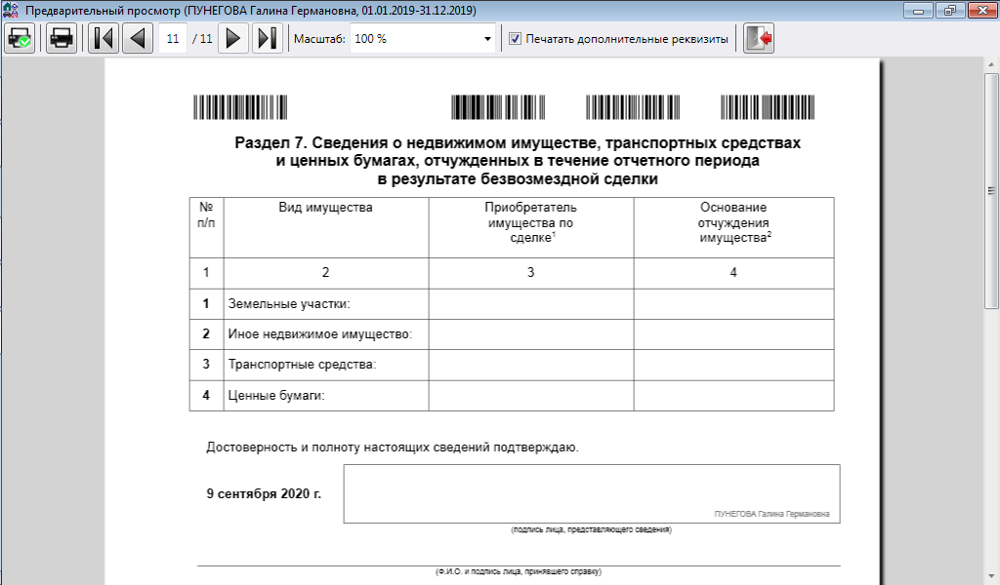 Предварительный просмотр (ПУНЕГОВА Галина Германовна, 01.01.2019-31.12.2019)
11 / 11 Масштаб: 100 % Печатать дополнительные реквизиты
Раздел 7. Сведения о недвижимом имуществе, транспортных средствах
и ценных бумагах, отчужденных в течение отчетного периода
в результате безвозмездной сделки
№ Вид имущества Приобретатель Основание
п/п имущества по отчуждения
сделке1 имущества2
1 2 3 4
1 Земельные участки:
2 Иное недвижимое имущество:
3 Транспортные средства:
4 Ценные бумаги:
Достоверность и полноту настоящих сведений подтверждаю.
9 сентября 2020 г.
ПУНЕГОВА Галина Германовна
(подпись лица, представляющего сведения)
(Ф.И.О. и подпись лица, принявшего справку)